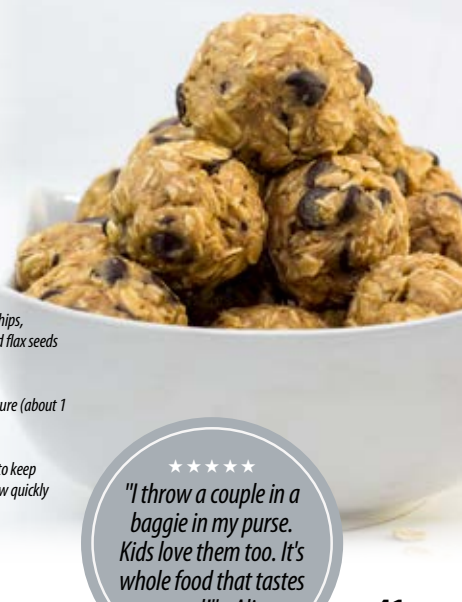 hips,
d flax seeds
ure (about 1
to keep
w quickly
★★★★★
"I throw a couple in a
baggie in my purse.
Kids love them too. It's
whole food that tastes